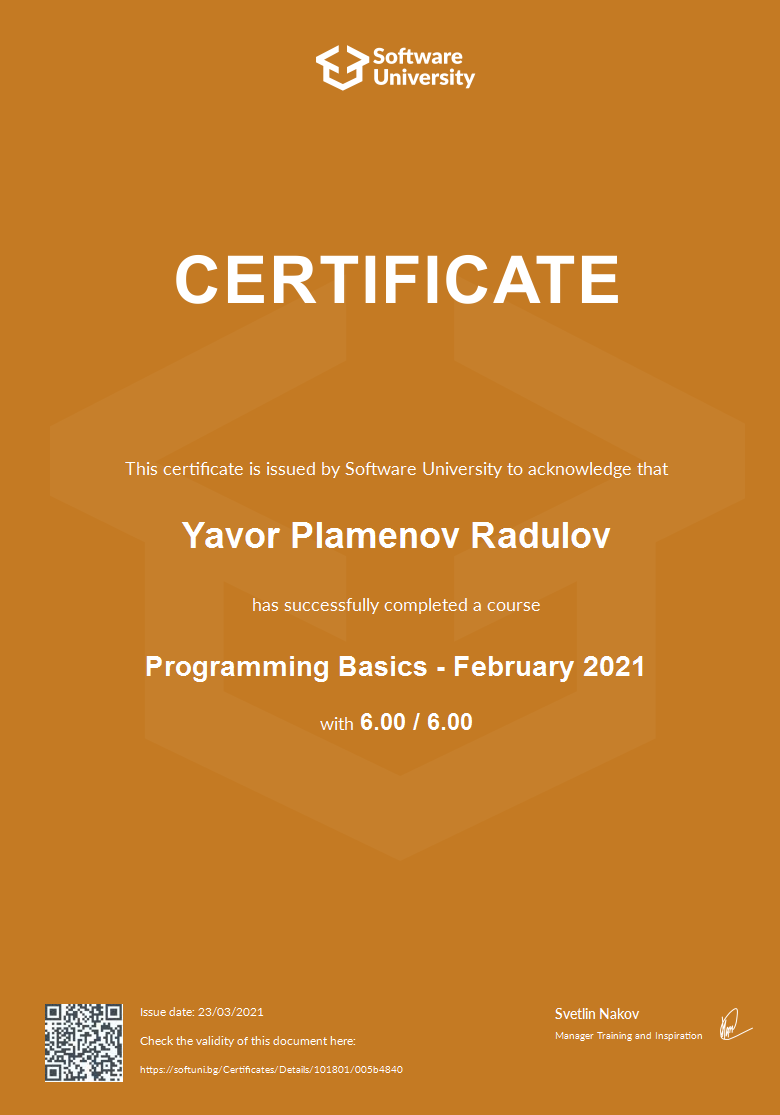 Software
University
CERTIFICATE
This certificate is issued by Software University to acknowledge that
Yavor Plamenov Radulov
has successfully completed a course
Programming Basics - February 2021
with 6.00 / 6.00
Issue date: 23/03/2021
Check the validity of this document here:
https://softuni.bg/Certificates/Details/101801/005b4840
Svetlin Nakov
Manager Training and Inspiration